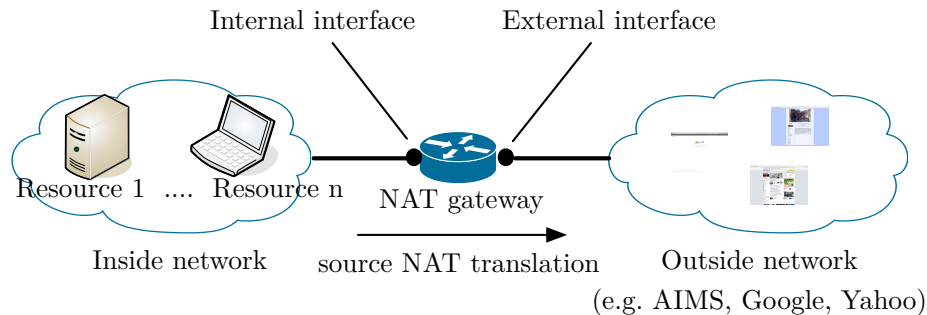 Internal interface
External interface
Resource 1 .... Resource n
NAT gateway
Inside network
source NAT translation
Outside network
(e.g. AIMS, Google, Yahoo)